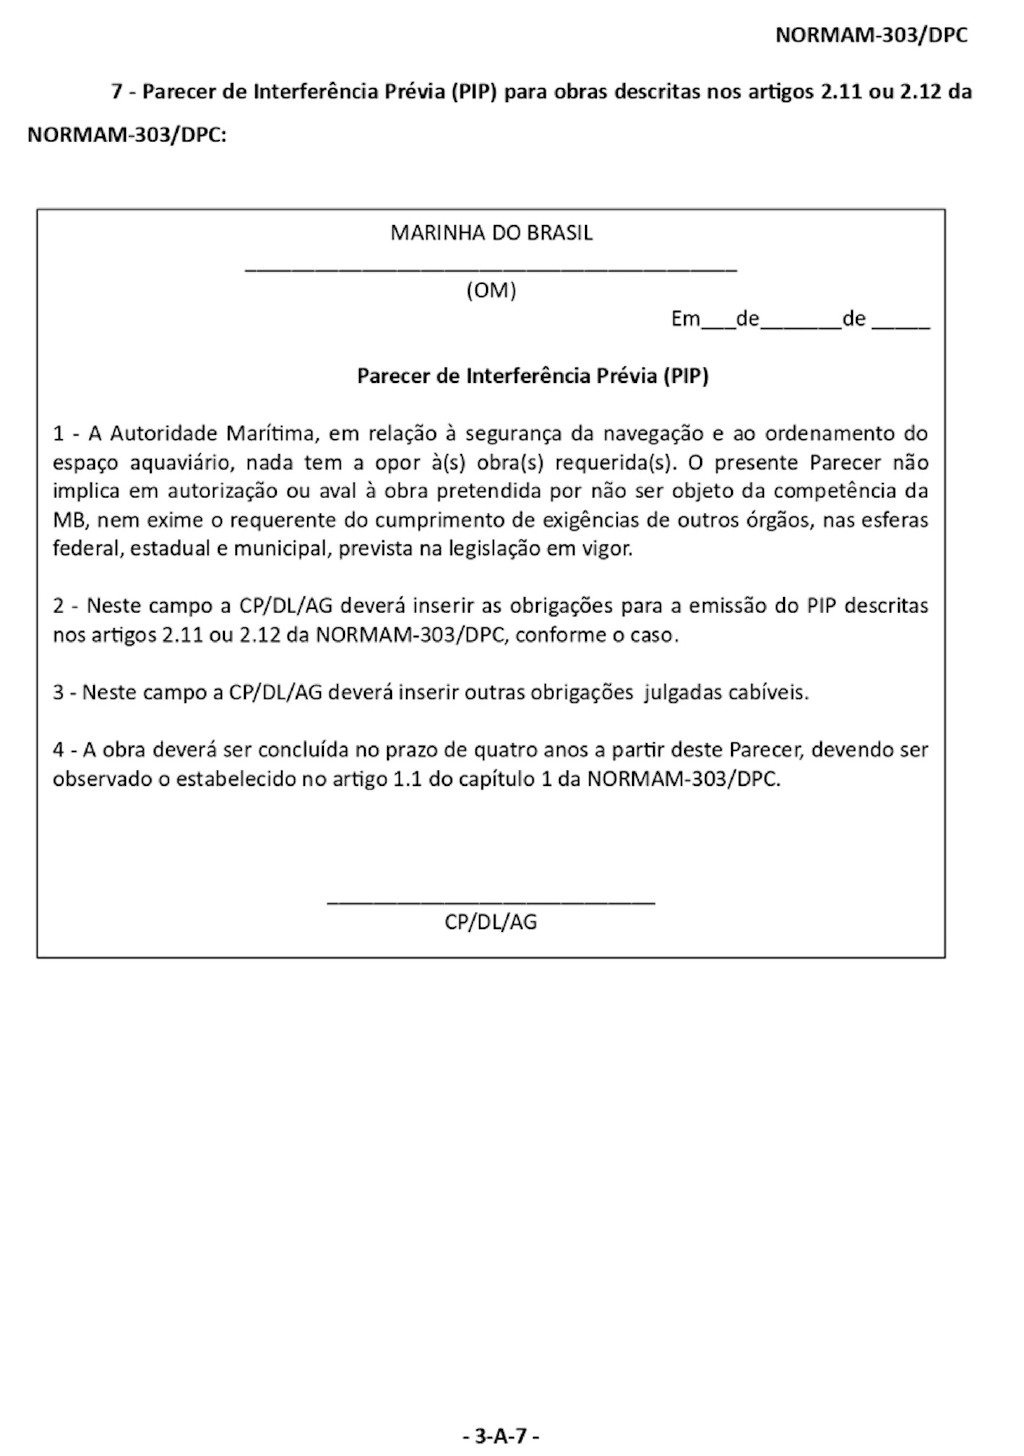 NORMAM-303/DPC
7 - Parecer de Interferência Prévia (PIP) para obras descritas nos artigos 2.11 ou 2.12 da
NORMAM-303/DPC:
MARINHA DO BRASIL
(OM)
Em___de_______de _____
Parecer de Interferência Prévia (PIP)
1 - A Autoridade Marítima, em relação à segurança da navegação e ao ordenamento do
espaço aquaviário, nada tem a opor à(s) obra(s) requerida(s). O presente Parecer não
implica em autorização ou aval à obra pretendida por não ser objeto da competência da
MB, nem exime o requerente do cumprimento de exigências de outros órgãos, nas esferas
federal, estadual e municipal, prevista na legislação em vigor.
2 - Neste campo a CP/DL/AG deverá inserir as obrigações para a emissão do PIP descritas
nos artigos 2.11 ou 2.12 da NORMAM-303/DPC, conforme o caso.
3 - Neste campo a CP/DL/AG deverá inserir outras obrigações julgadas cabíveis.
4 - A obra deverá ser concluída no prazo de quatro anos a partir deste Parecer, devendo ser
observado o estabelecido no artigo 1.1 do capítulo 1 da NORMAM-303/DPC.
CP/DL/AG
- 3-A-7 -